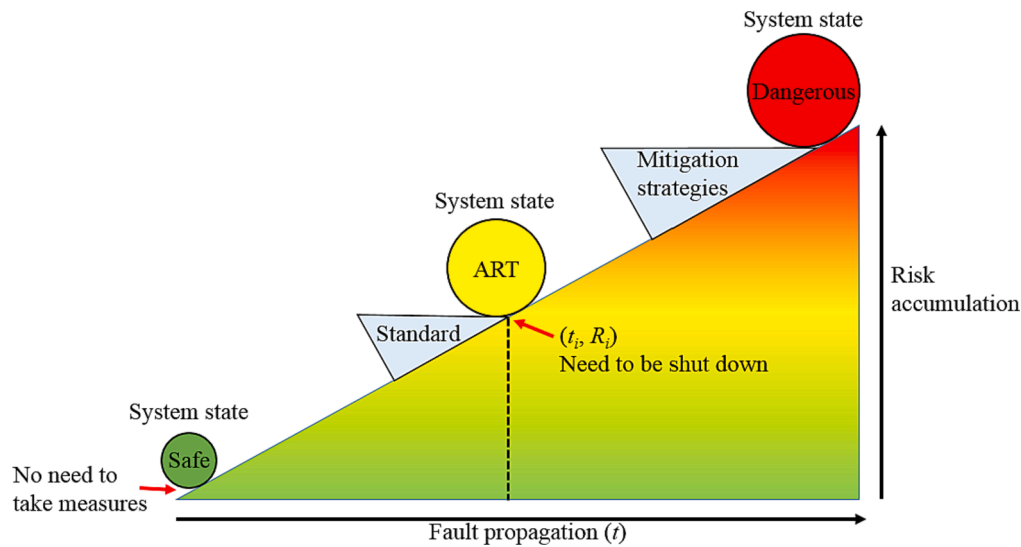 System state
Dangerous
Mitigation
strategies
System state
ART
Standard
Risk
accumulation
(tᵢ, Rᵢ)
Need to be shut down
System state
Safe
No need to
take measures
Fault propagation (t)